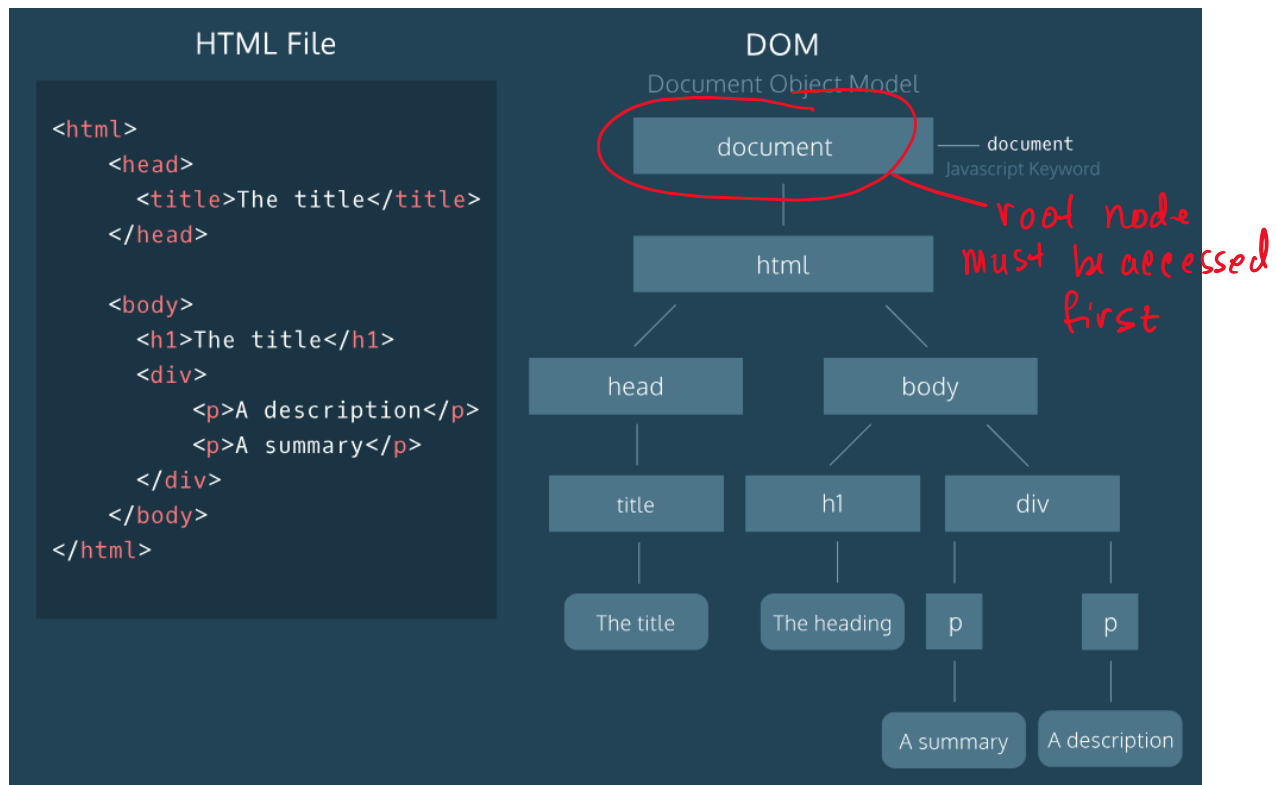 HTML File
<html>
<head>
<title>The title</title>
</head>
<body>
<h1>The title</h1>
<div>
<p>A description</p>
<p>A summary</p>
</div>
</body>
</html>
DOM
Document Object Model
document
document
Javascript Keyword
root node
must be accessed
first
html
head
body
title
h1
div
The title
The heading
p
p
A summary
A description